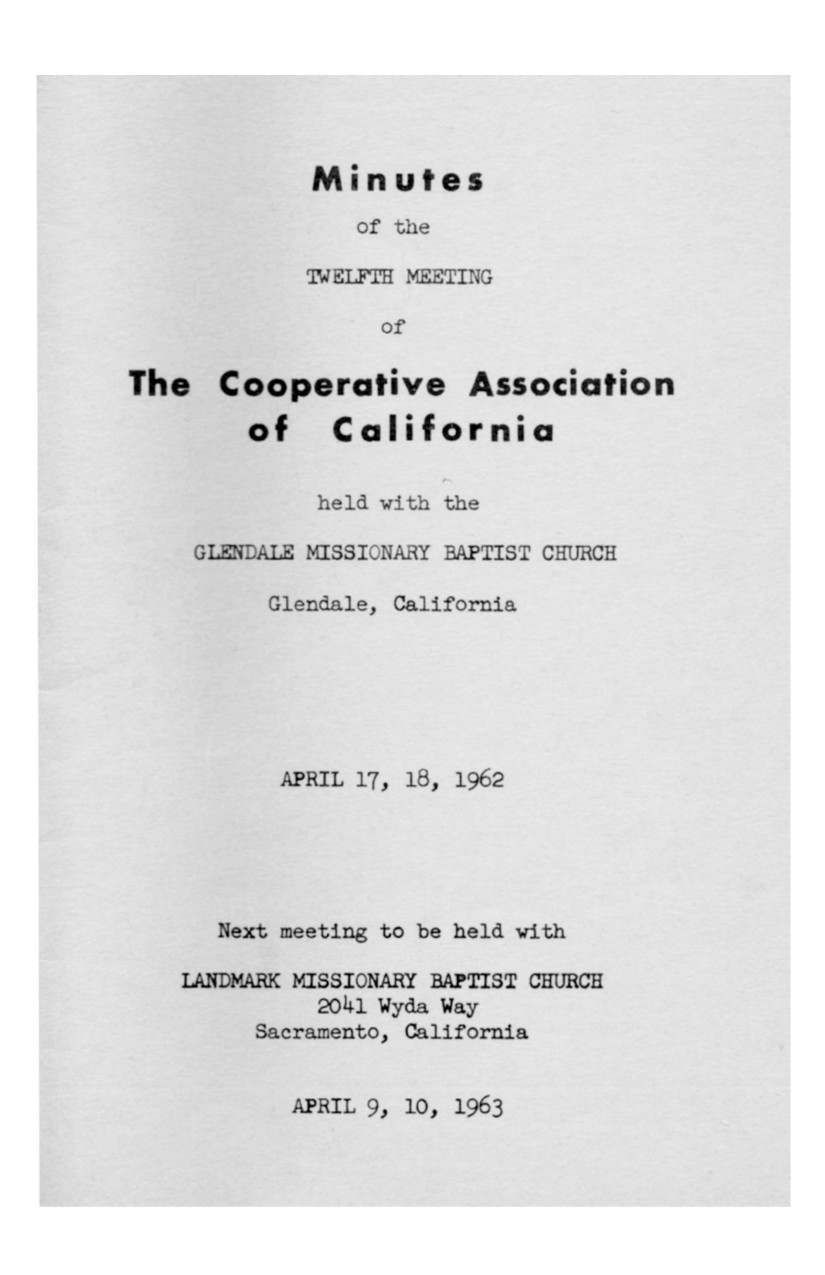 Minutes
of the
TWELFTH MEETING
of
The Cooperative Association
of California
held with the
GLENDALE MISSIONARY BAPTIST CHURCH
Glendale, California
APRIL 17, 18, 1962
Next meeting to be held with
LANDMARK MISSIONARY BAPTIST CHURCH
2041 Wyda Way
Sacramento, California
APRIL 9, 10, 1963